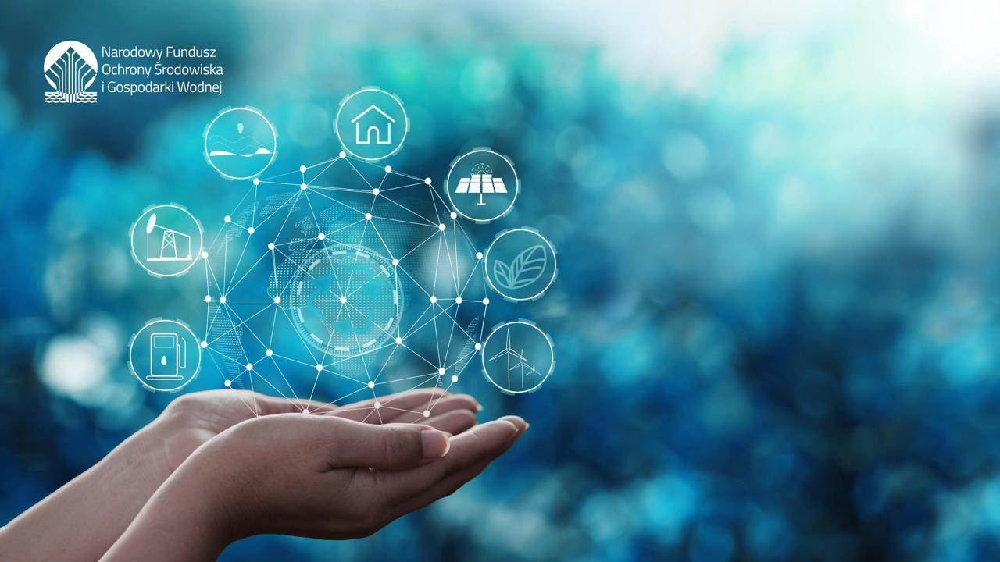 Narodowy Fundusz
Ochrony Środowiska
i Gospodarki Wodnej